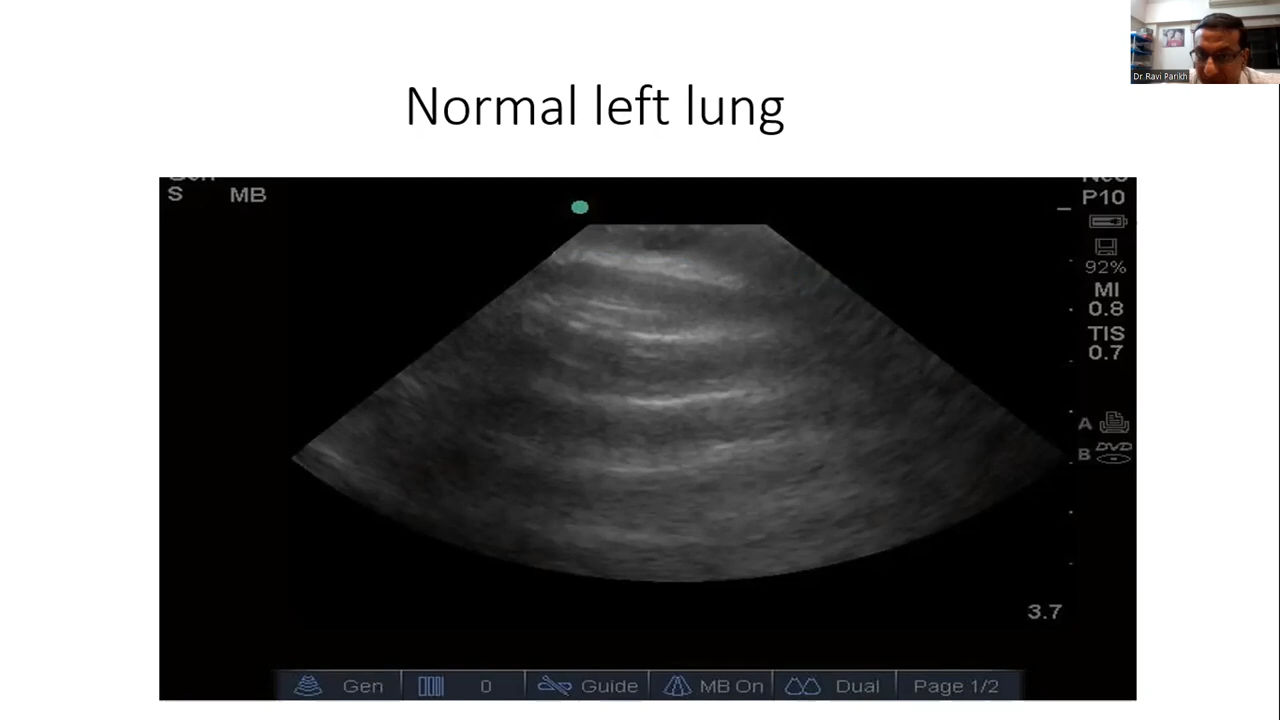 Dr Ravi Parikh
Normal left lung
S MB
P10
92%
MI
0.8
TIS
0.7
A
B DVD
3.7
Gen 0 Guide MB On Dual Page 1/2